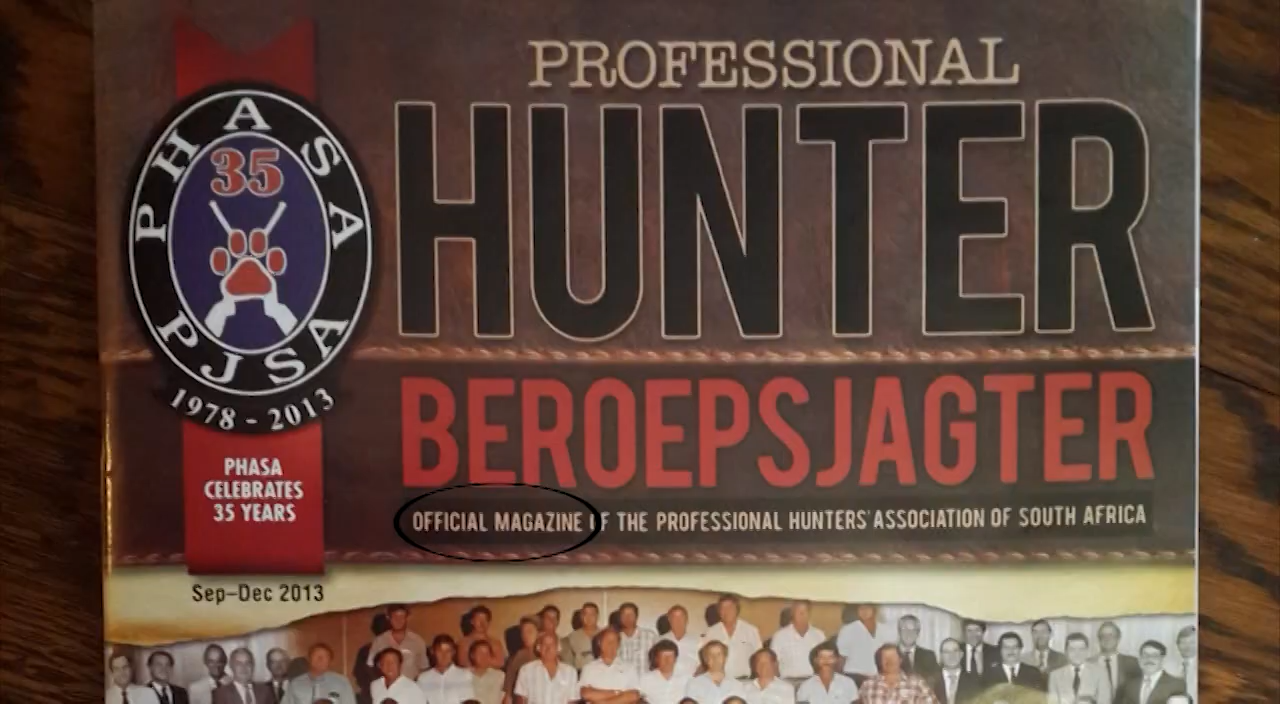 PROFESSIONAL
HUNTER
BEROEPSJAGTER
OFFICIAL MAGAZINE OF THE PROFESSIONAL HUNTERS' ASSOCIATION OF SOUTH AFRICA
PHASA
35
PJSA
1978 - 2013
PHASA
CELEBRATES
35 YEARS
Sep–Dec 2013